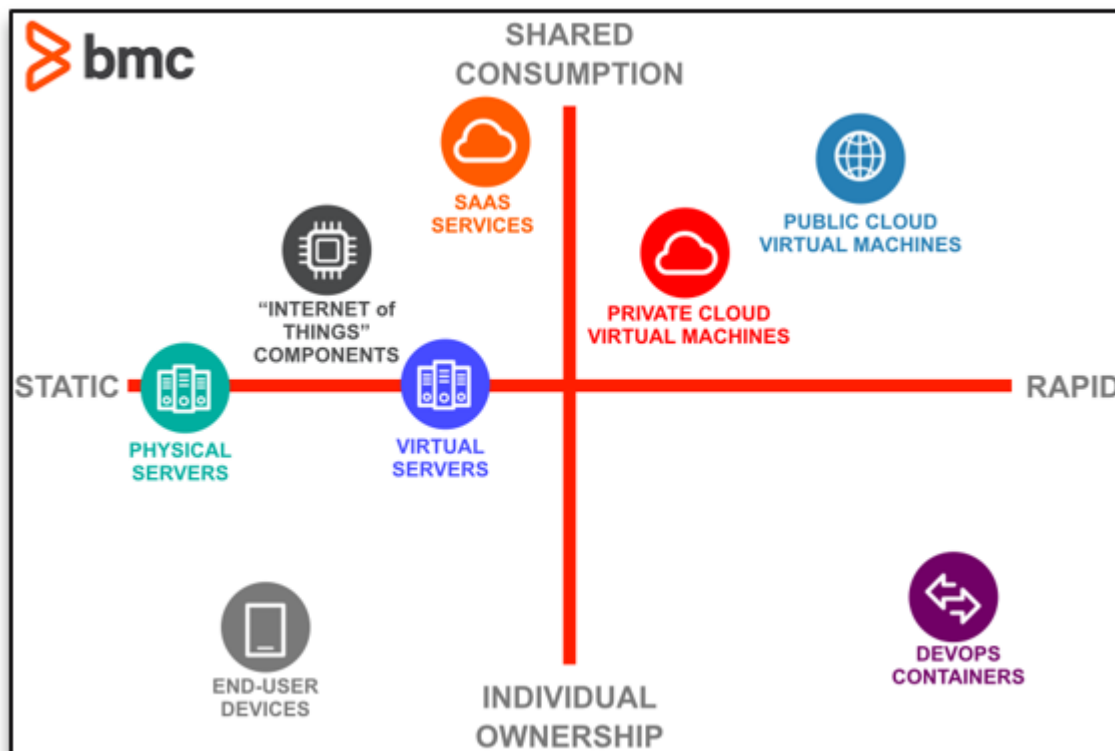 bmc
SHARED
CONSUMPTION
SAAS
SERVICES
PUBLIC CLOUD
VIRTUAL MACHINES
"INTERNET of
THINGS"
COMPONENTS
PRIVATE CLOUD
VIRTUAL MACHINES
STATIC
RAPID
PHYSICAL
SERVERS
VIRTUAL
SERVERS
END-USER
DEVICES
DEVOPS
CONTAINERS
INDIVIDUAL
OWNERSHIP